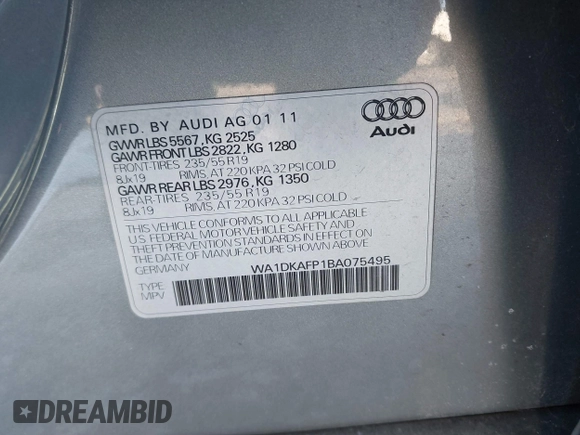 MFD. BY AUDI AG 01 11
GVWR LBS 5567 , KG 2525
GAWR FRONT LBS 2822 , KG 1280
FRONT-TIRES 235/55 R19
8Jx19 RIMS, AT 220 KPA 32 PSI COLD
GAWR REAR LBS 2976 , KG 1350
REAR-TIRES 235/55 R19
8Jx19 RIMS, AT 220 KPA 32 PSI COLD
Audi
THIS VEHICLE CONFORMS TO ALL APPLICABLE
U.S. FEDERAL MOTOR VEHICLE SAFETY AND
THEFT PREVENTION STANDARDS IN EFFECT ON
THE DATE OF MANUFACTURE SHOWN ABOVE.
GERMANY WA1DKAFP1BA075495
TYPE
MPV
DREAMBID